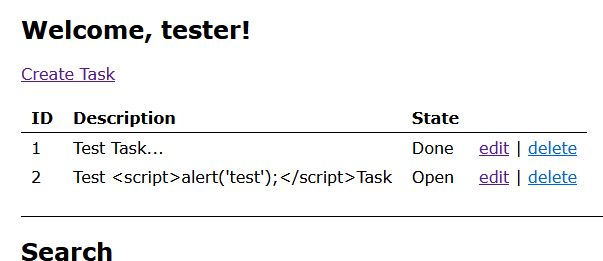 Welcome, tester!
Create Task
ID Description State
1 Test Task... Done edit | delete
2 Test <script>alert('test');</script>Task Open edit | delete
Search